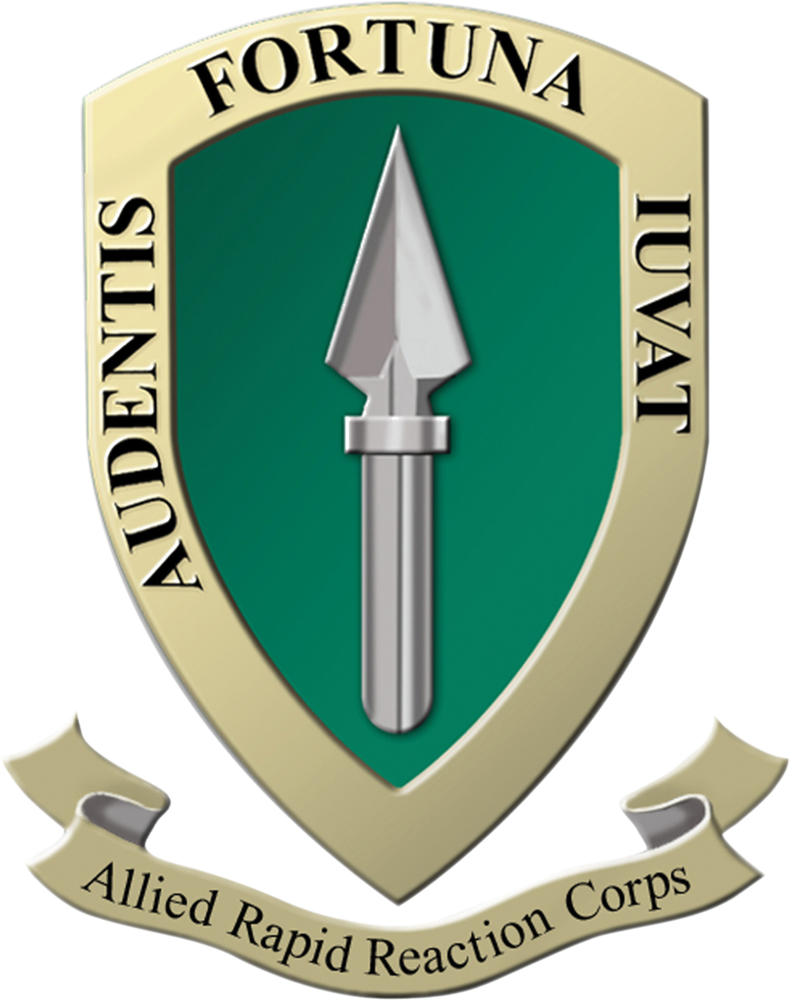 AUDENTIS FORTUNA IUVAT
Allied Rapid Reaction Corps